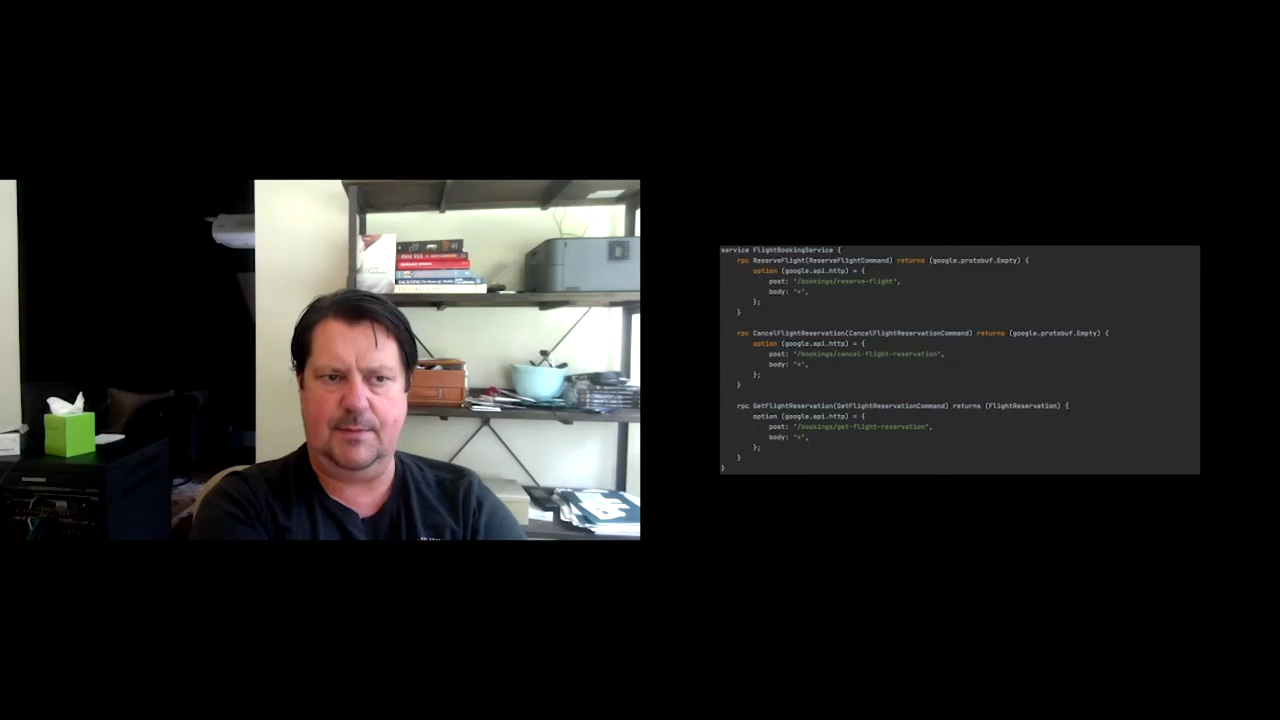 SAMSUNG
service FlightBookingService {
rpc ReserveFlight(ReserveFlightCommand) returns (google.protobuf.Empty) {
option (google.api.http) = {
post: "/bookings/reserve-flight",
body: "*",
};
}
rpc CancelFlightReservation(CancelFlightReservationCommand) returns (google.protobuf.Empty) {
option (google.api.http) = {
post: "/bookings/cancel-flight-reservation",
body: "*",
};
}
rpc GetFlightReservation(GetFlightReservationCommand) returns (FlightReservation) {
option (google.api.http) = {
post: "/bookings/get-flight-reservation",
body: "*",
};
}
}